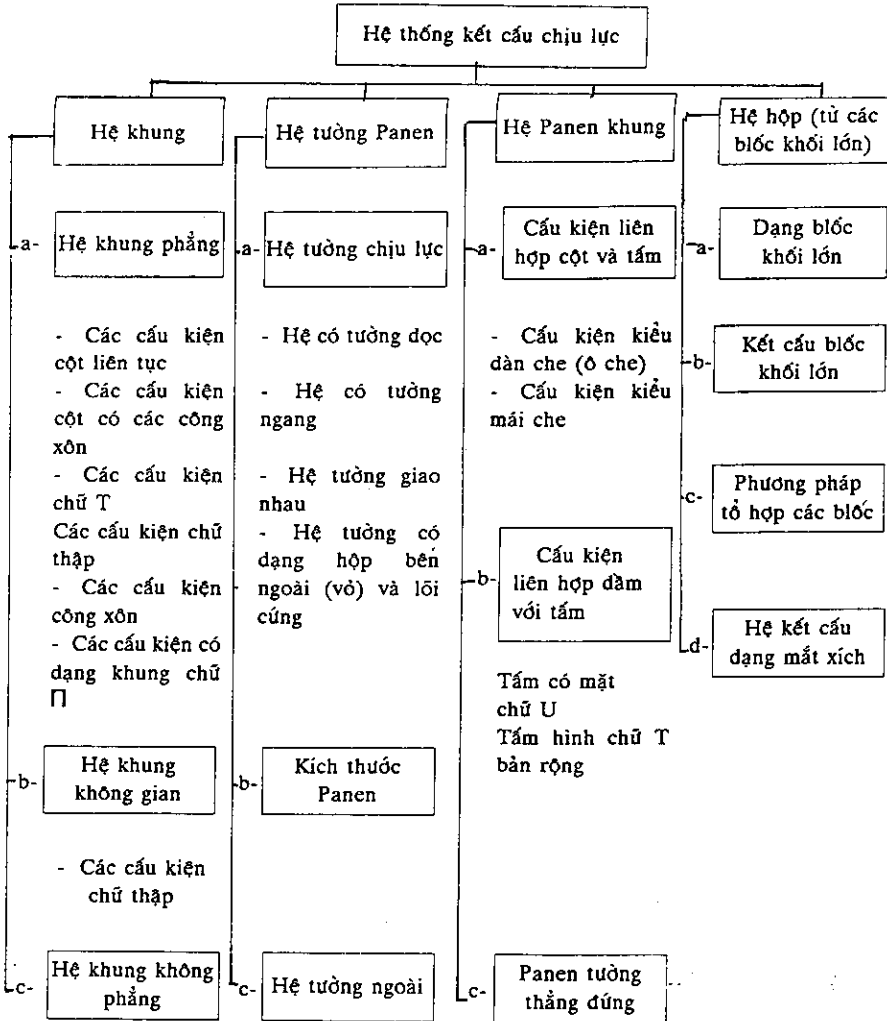 Hệ thống kết cấu chịu lực
Hệ khung
a-
Hệ khung phẳng
- Các cấu kiện
cột liên tục
- Các cấu kiện
cột có các công
xôn
- Các cấu kiện
chữ T
Các cấu kiện chữ
thập
- Các cấu kiện
công xôn
- Các cấu kiện có
dạng khung chữ
Π
b-
Hệ khung
không gian
- Các cấu kiện
chữ thập
c-
Hệ khung không
phẳng
Hệ tường Panen
a-
Hệ tường chịu lực
- Hệ có tường dọc
- Hệ có tường
ngang
- Hệ tường giao
nhau
- Hệ tường có
dạng hộp bên
ngoài (vỏ) và lõi
cứng
b-
Kích thước
Panen
c-
Hệ tường ngoài
Hệ Panen khung
a-
Cấu kiện liên
hợp cột và tấm
- Cấu kiện kiểu
dàn che (ô che)
- Cấu kiện kiểu
mái che
b-
Cấu kiện
liên hợp dầm
với tấm
Tấm có mặt
chữ U
Tấm hình chữ T
bản rộng
c-
Panen tường
thẳng đứng
Hệ hộp (từ các
blốc khối lớn)
a-
Dạng blốc
khối lớn
b-
Kết cấu blốc
khối lớn
c-
Phương pháp
tổ hợp các blốc
d-
Hệ kết cấu
dạng mắt xích